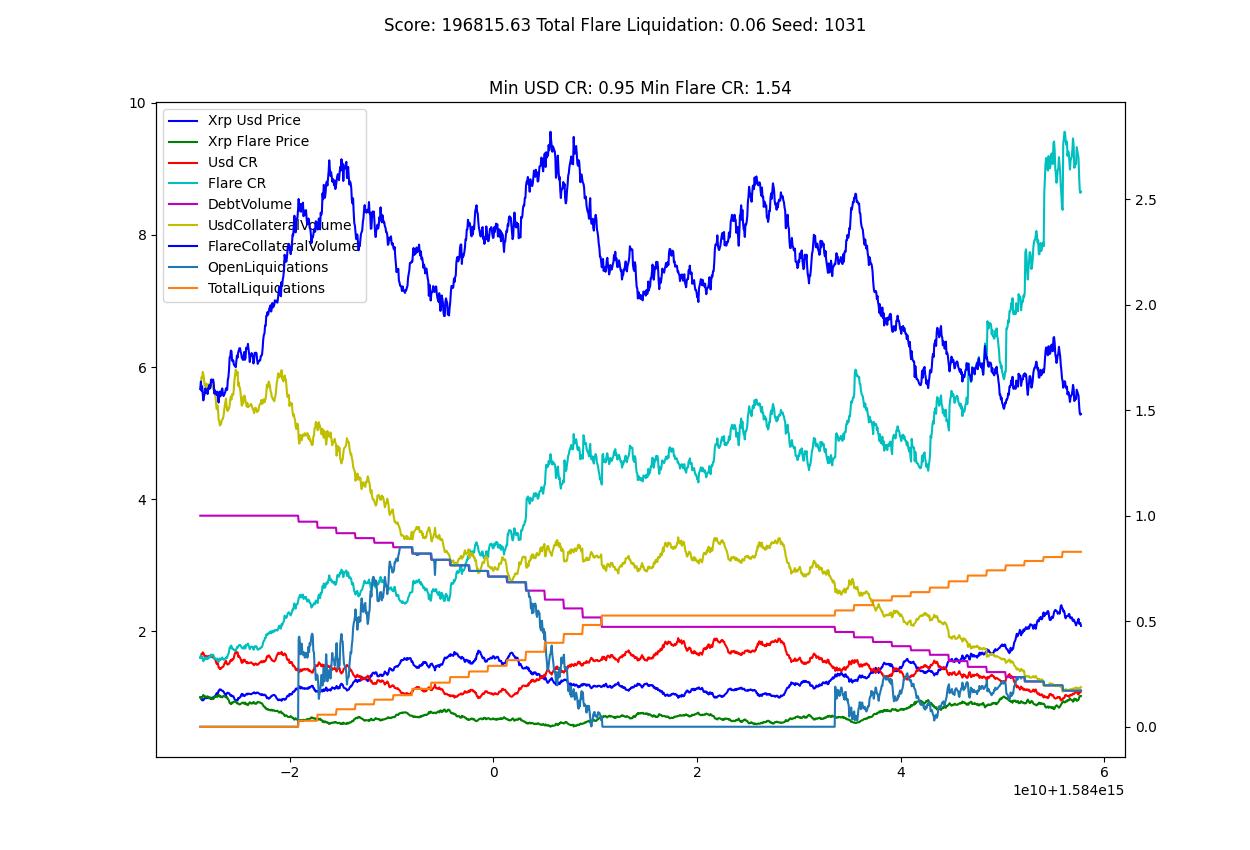 Score: 196815.63 Total Flare Liquidation: 0.06 Seed: 1031
Min USD CR: 0.95 Min Flare CR: 1.54
Xrp Usd Price
Xrp Flare Price
Usd CR
Flare CR
DebtVolume
UsdCollateralVolume
FlareCollateralVolume
OpenLiquidations
TotalLiquidations
10
8
6
4
2
2.5
2.0
1.5
1.0
0.5
0.0
−2 0 2 4 6
1e10+1.584e15